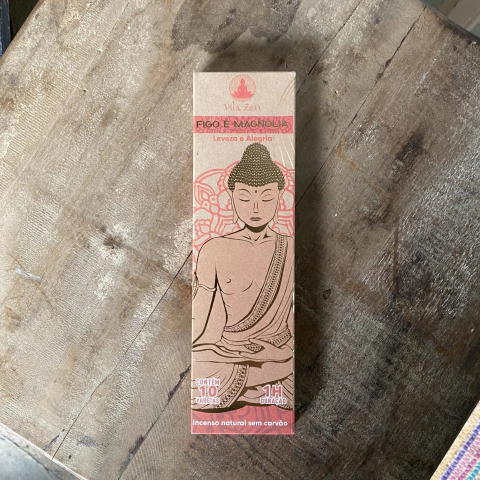 Vila Zen
FIGO E MAGNÓLIA
Leveza e Alegria
CONTÉM
10
VARETAS
1H
DURAÇÃO
Incenso natural sem carvão